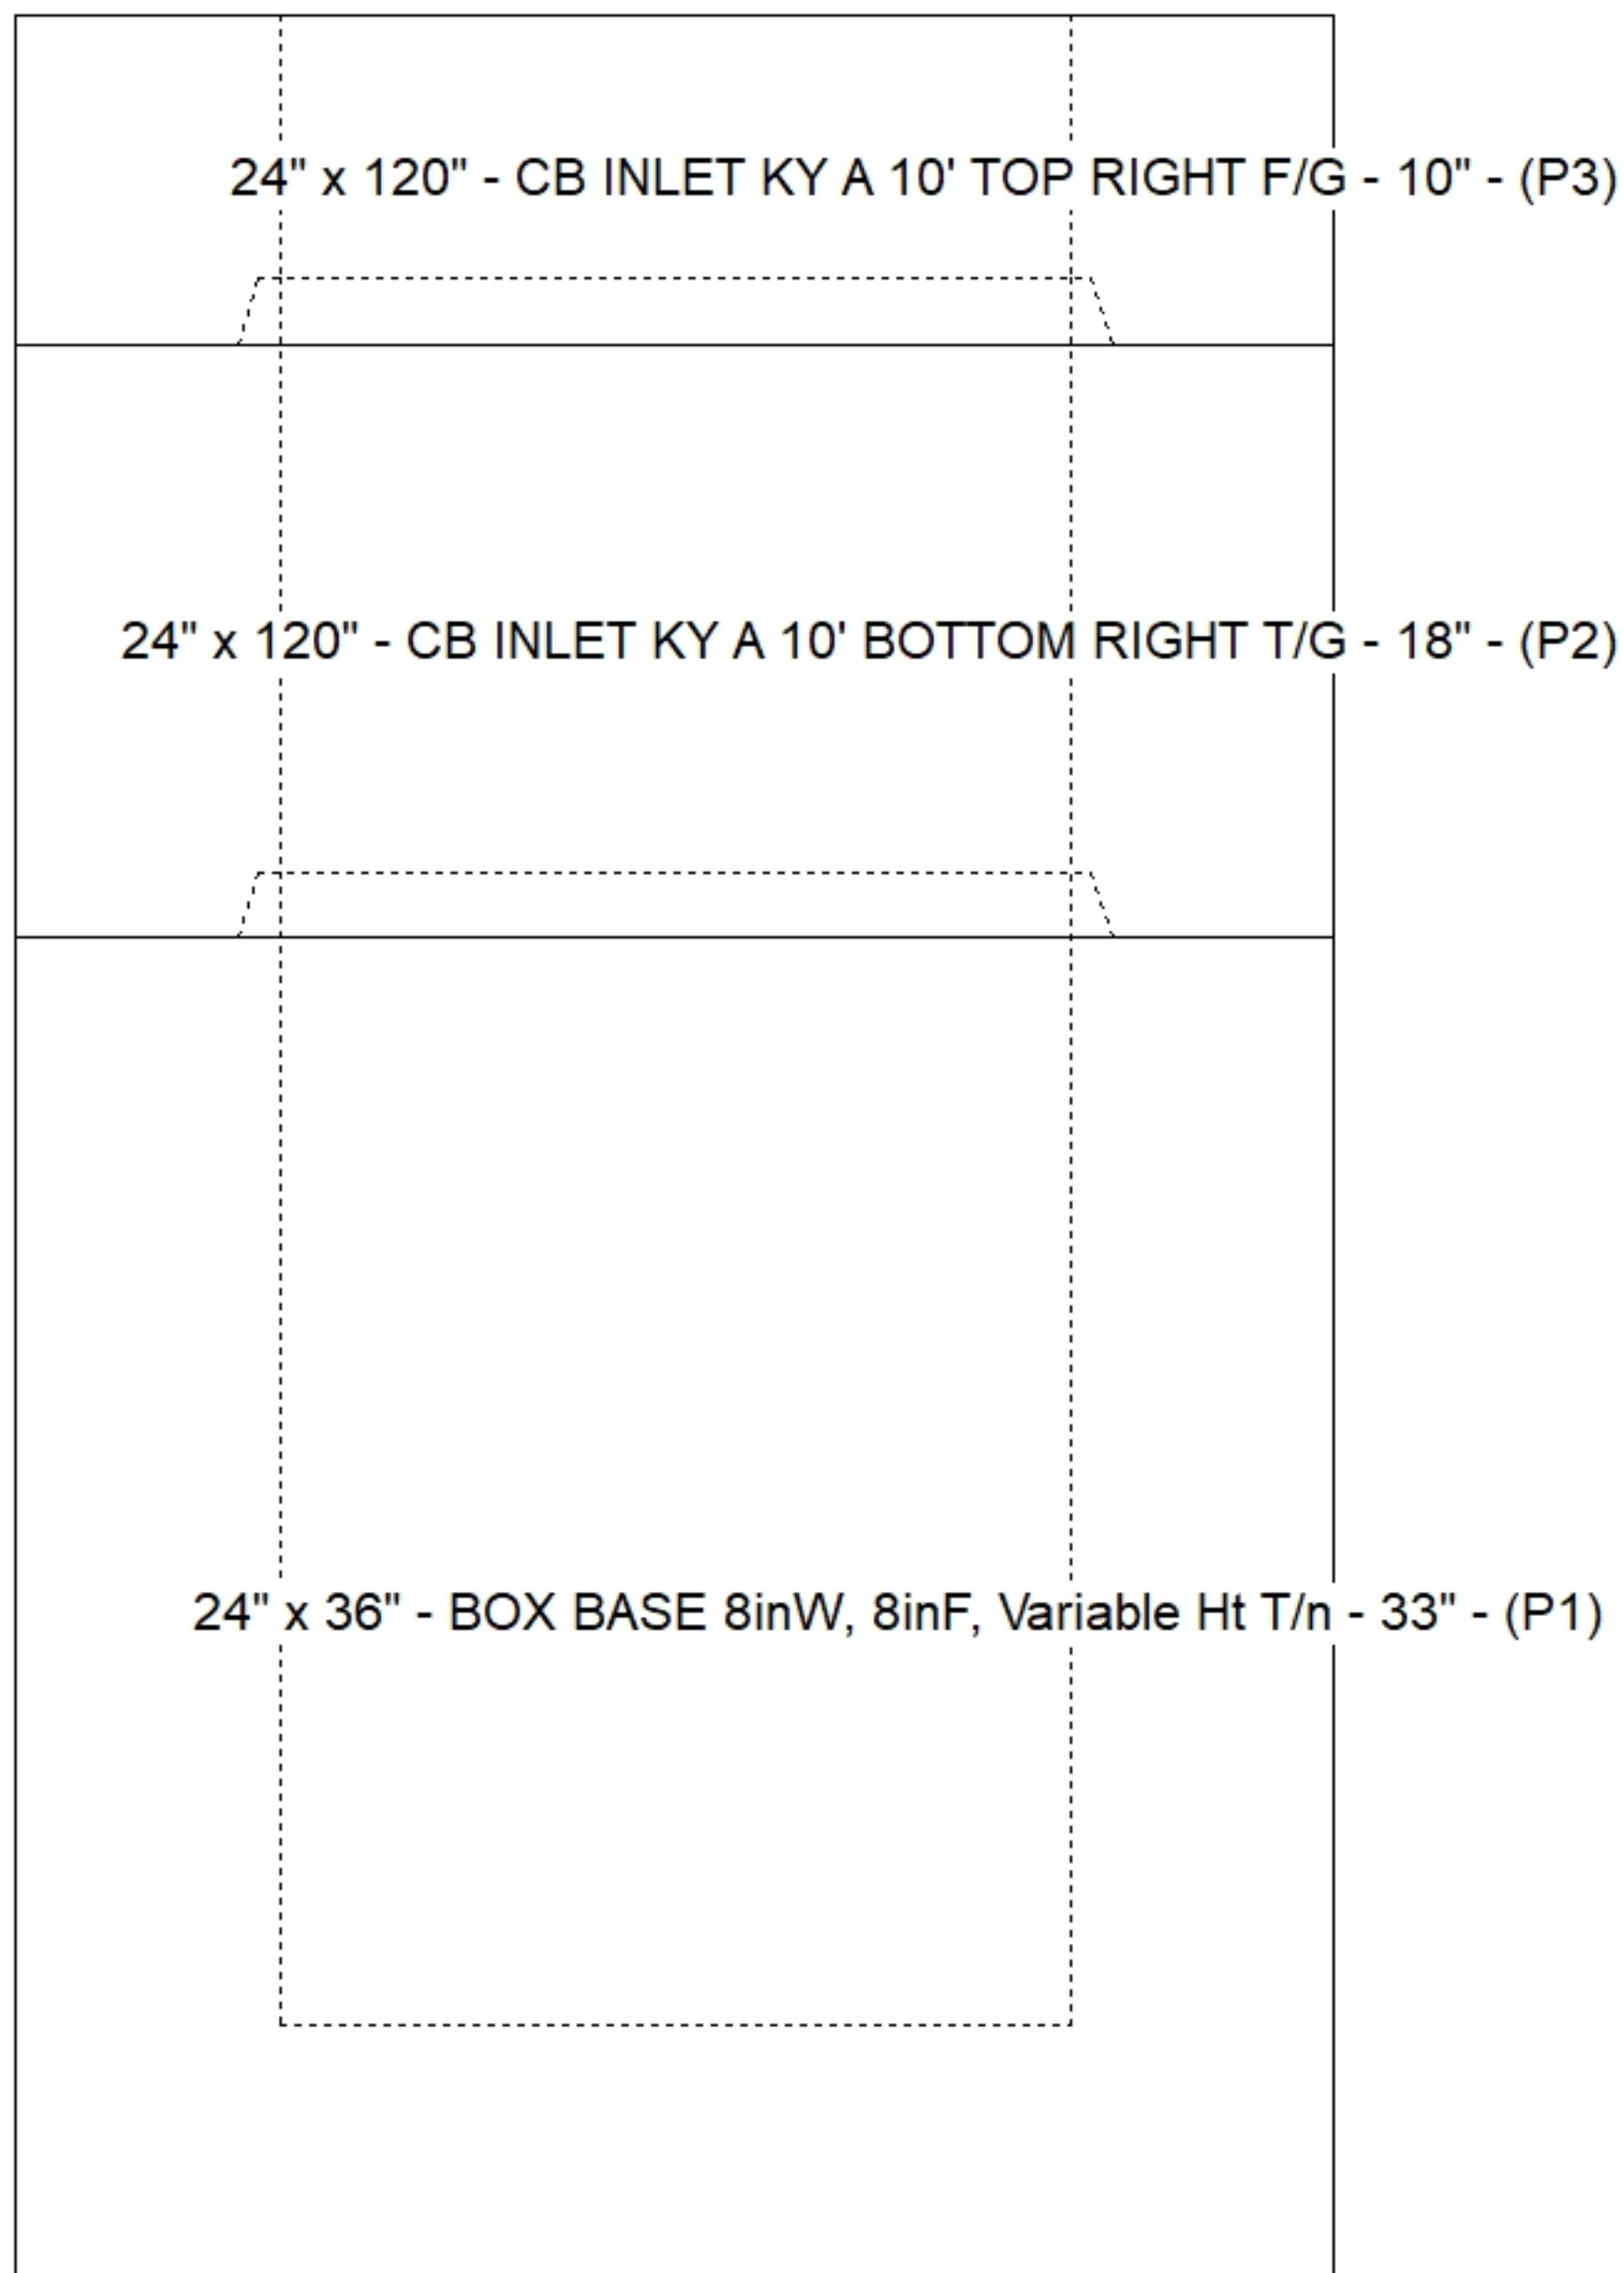 24" x 120" - CB INLET KY A 10' TOP RIGHT F/G - 10" - (P3)
24" x 120" - CB INLET KY A 10' BOTTOM RIGHT T/G - 18" - (P2)
24" x 36" - BOX BASE 8inW, 8inF, Variable Ht T/n - 33" - (P1)